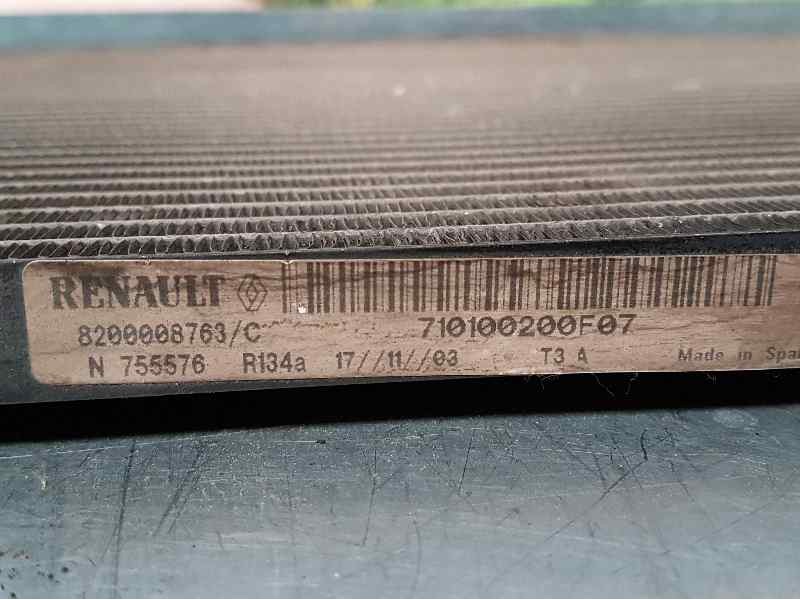 RENAULT
8200008763/C 710100200F07
N 755576 R134a 17//11//03 T3 A Made in Spa